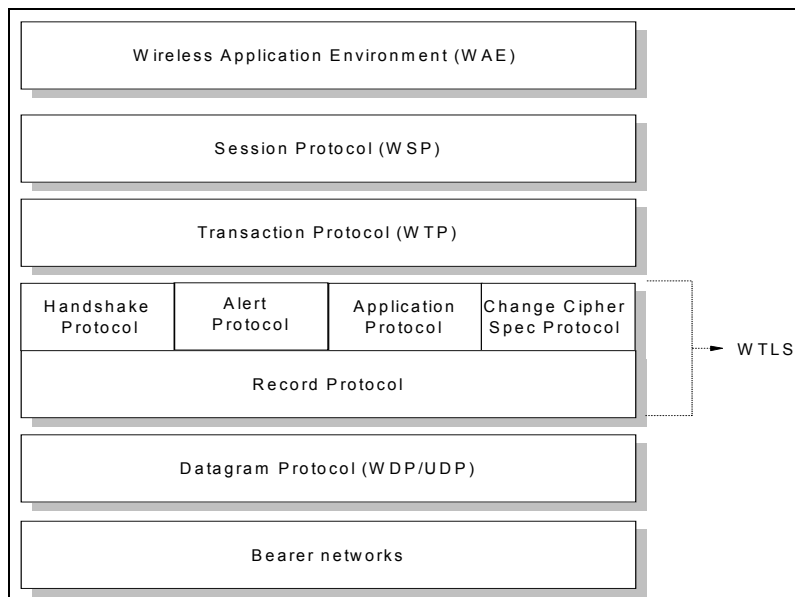 Wireless Application Environment (WAE)
Session Protocol (WSP)
Transaction Protocol (WTP)
Handshake
Protocol
Alert
Protocol
Application
Protocol
Change Cipher
Spec Protocol
WTLS
Record Protocol
Datagram Protocol (WDP/UDP)
Bearer networks